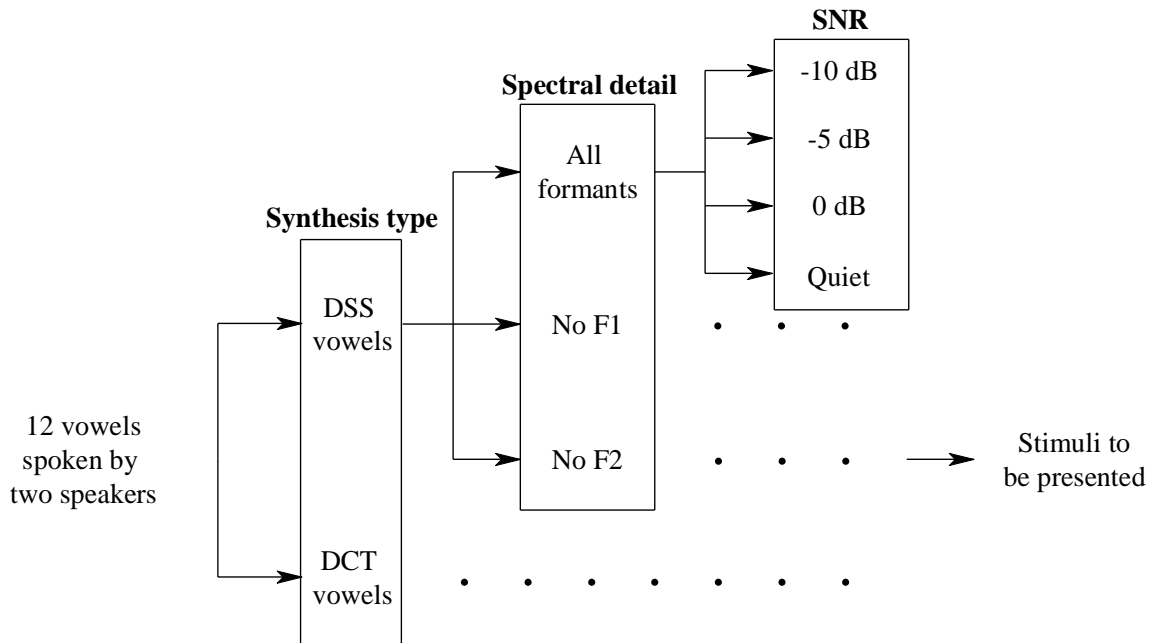 SNR
-10 dB
-5 dB
0 dB
Quiet
Spectral detail
All
formants
No F1
No F2
Synthesis type
DSS
vowels
DCT
vowels
12 vowels
spoken by
two speakers
Stimuli to
be presented